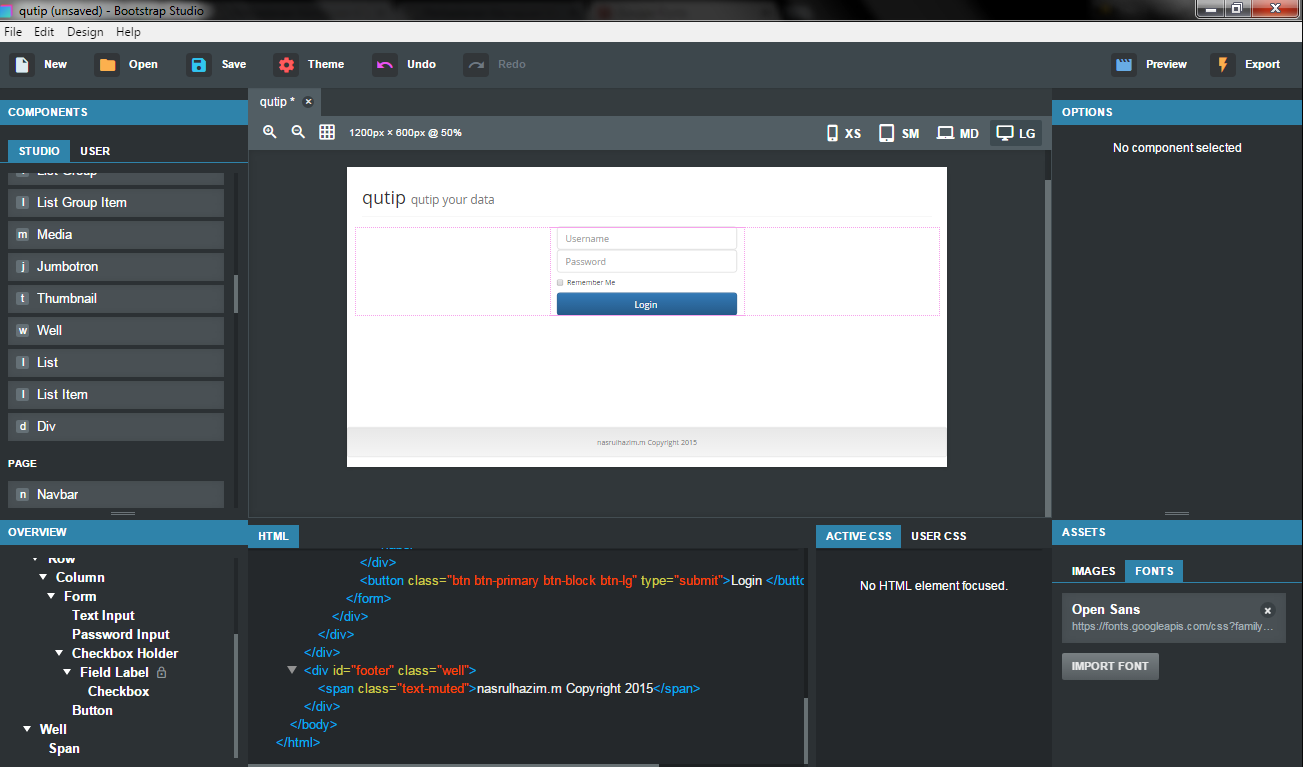 qutip (unsaved) - Bootstrap Studio
File Edit Design Help
New Open Save Theme Undo Redo Preview Export
COMPONENTS
STUDIO USER
List Group
l List Group Item
m Media
j Jumbotron
t Thumbnail
w Well
l List
l List Item
d Div
PAGE
n Navbar
qutip *
1200px × 600px @ 50%
XS SM MD LG
qutip qutip your data
Username
Password
Remember Me
Login
nasrulhazim.m Copyright 2015
OPTIONS
No component selected
OVERVIEW
Row
Column
Form
Text Input
Password Input
Checkbox Holder
Field Label
Checkbox
Button
Well
Span
HTML
</div>
<button class="btn btn-primary btn-block btn-lg" type="submit">Login </butto
</form>
</div>
</div>
</div>
<div id="footer" class="well">
<span class="text-muted">nasrulhazim.m Copyright 2015</span>
</div>
</body>
</html>
ACTIVE CSS USER CSS
No HTML element focused.
ASSETS
IMAGES FONTS
Open Sans
https://fonts.googleapis.com/css?family...
IMPORT FONT